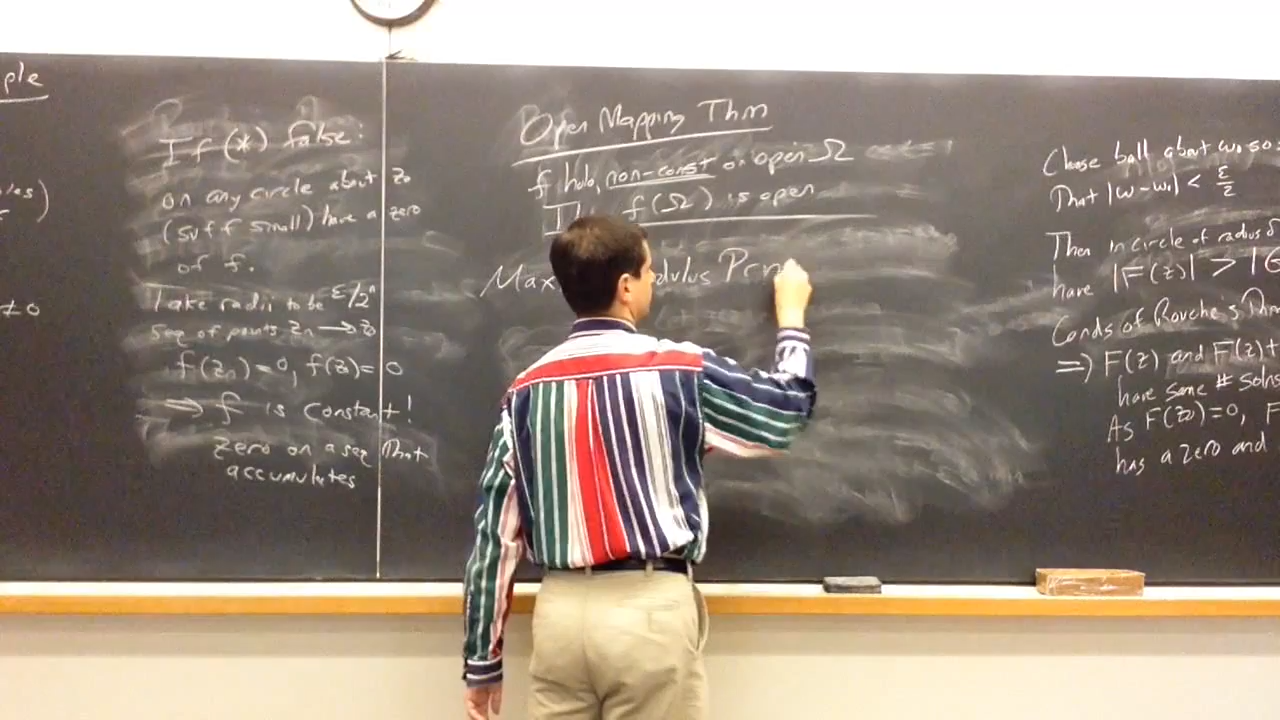 ple
)
≠0
If (*) false:
on any circle about z₀
(suff small) have a zero
of f.
Take radii to be ε/2ⁿ
seq of points zₙ → z₀
f(zₙ)=0, f(z₀)=0
⟹ f is constant!
zero on a seq that
accumulates
Open Mapping Thm
f holo, non-const on open Ω
f(Ω) is open
Max dulus Prn
Choose ball about w₀ so
That |w-w₀| < ε/2
Then in circle of radius δ
have |F(z)| > |G
Conds of Rouche's
⟹ F(z) and F(z)+
have same # solns
As F(z₀)=0, F
has a zero and